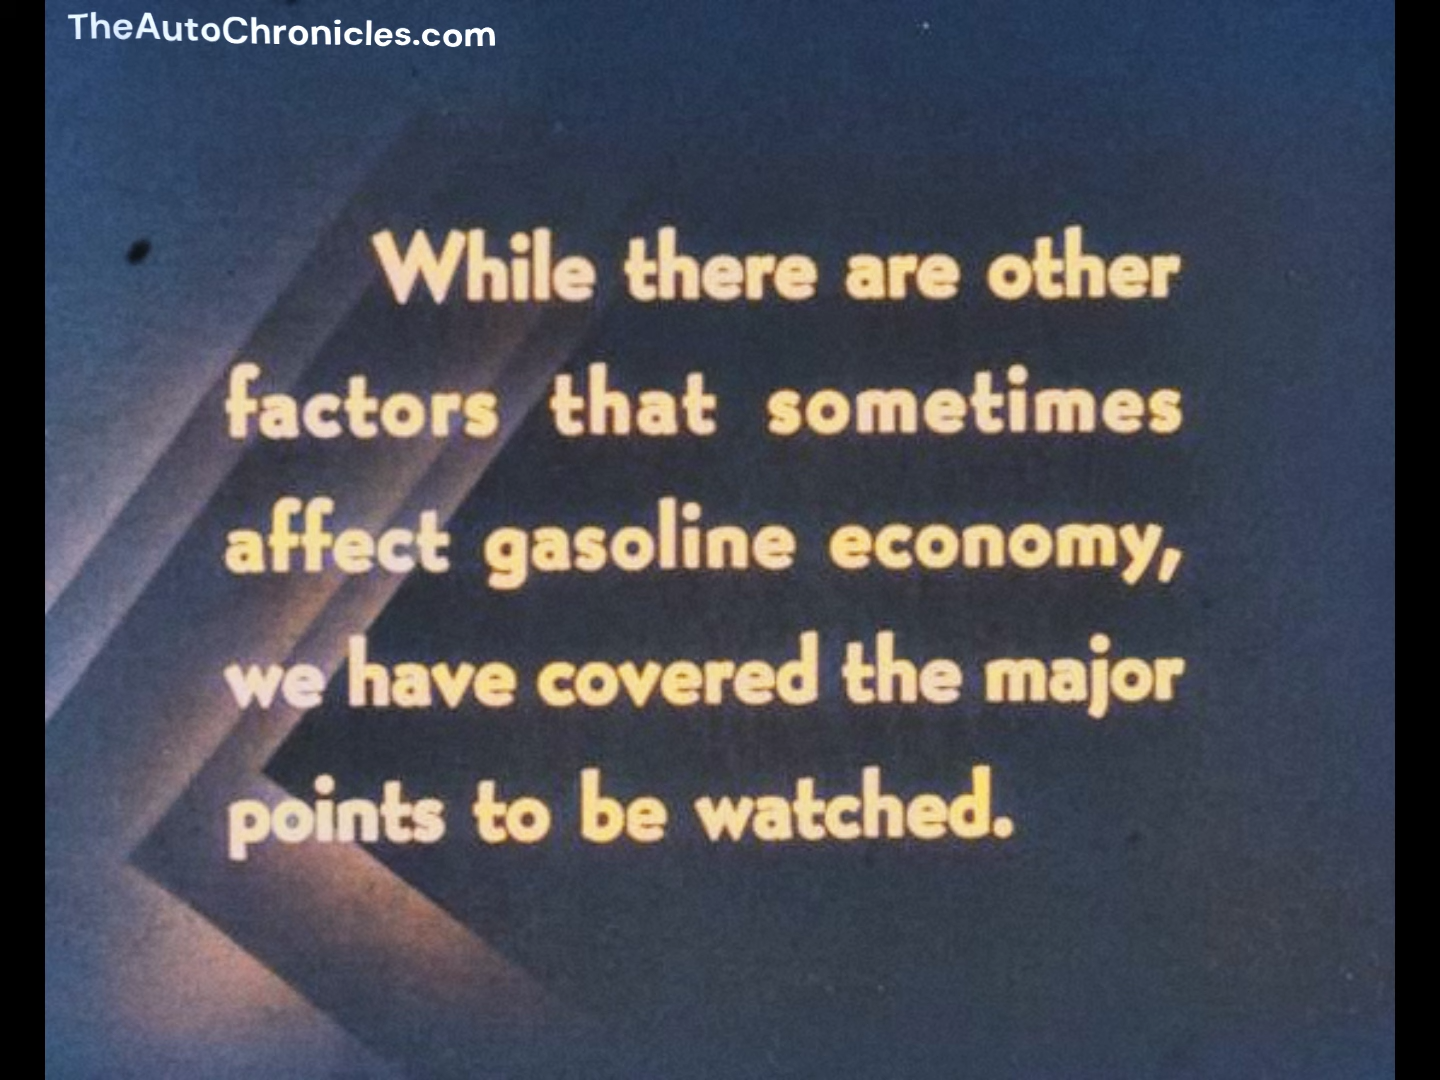 TheAutoChronicles.com
While there are other
factors that sometimes
affect gasoline economy,
we have covered the major
points to be watched.